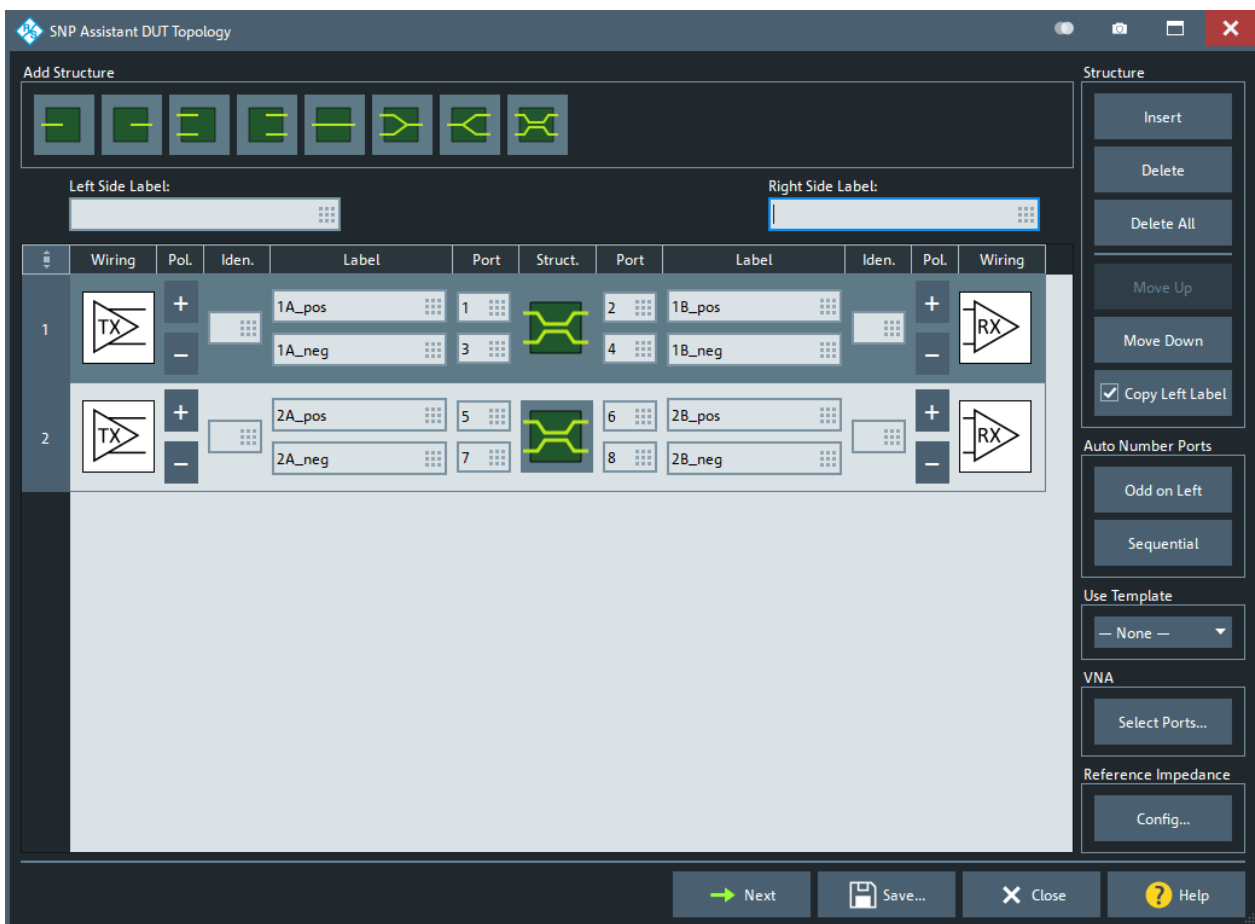 SNP Assistant DUT Topology
Add Structure
Left Side Label:
Right Side Label:
Wiring Pol. Iden. Label Port Struct. Port Label Iden. Pol. Wiring
1 TX + 1A_pos 1 2 1B_pos + RX
– 1A_neg 3 4 1B_neg –
2 TX + 2A_pos 5 6 2B_pos + RX
– 2A_neg 7 8 2B_neg –
Structure
Insert
Delete
Delete All
Move Up
Move Down
Copy Left Label
Auto Number Ports
Odd on Left
Sequential
Use Template
— None —
VNA
Select Ports...
Reference Impedance
Config...
Next Save... Close ? Help